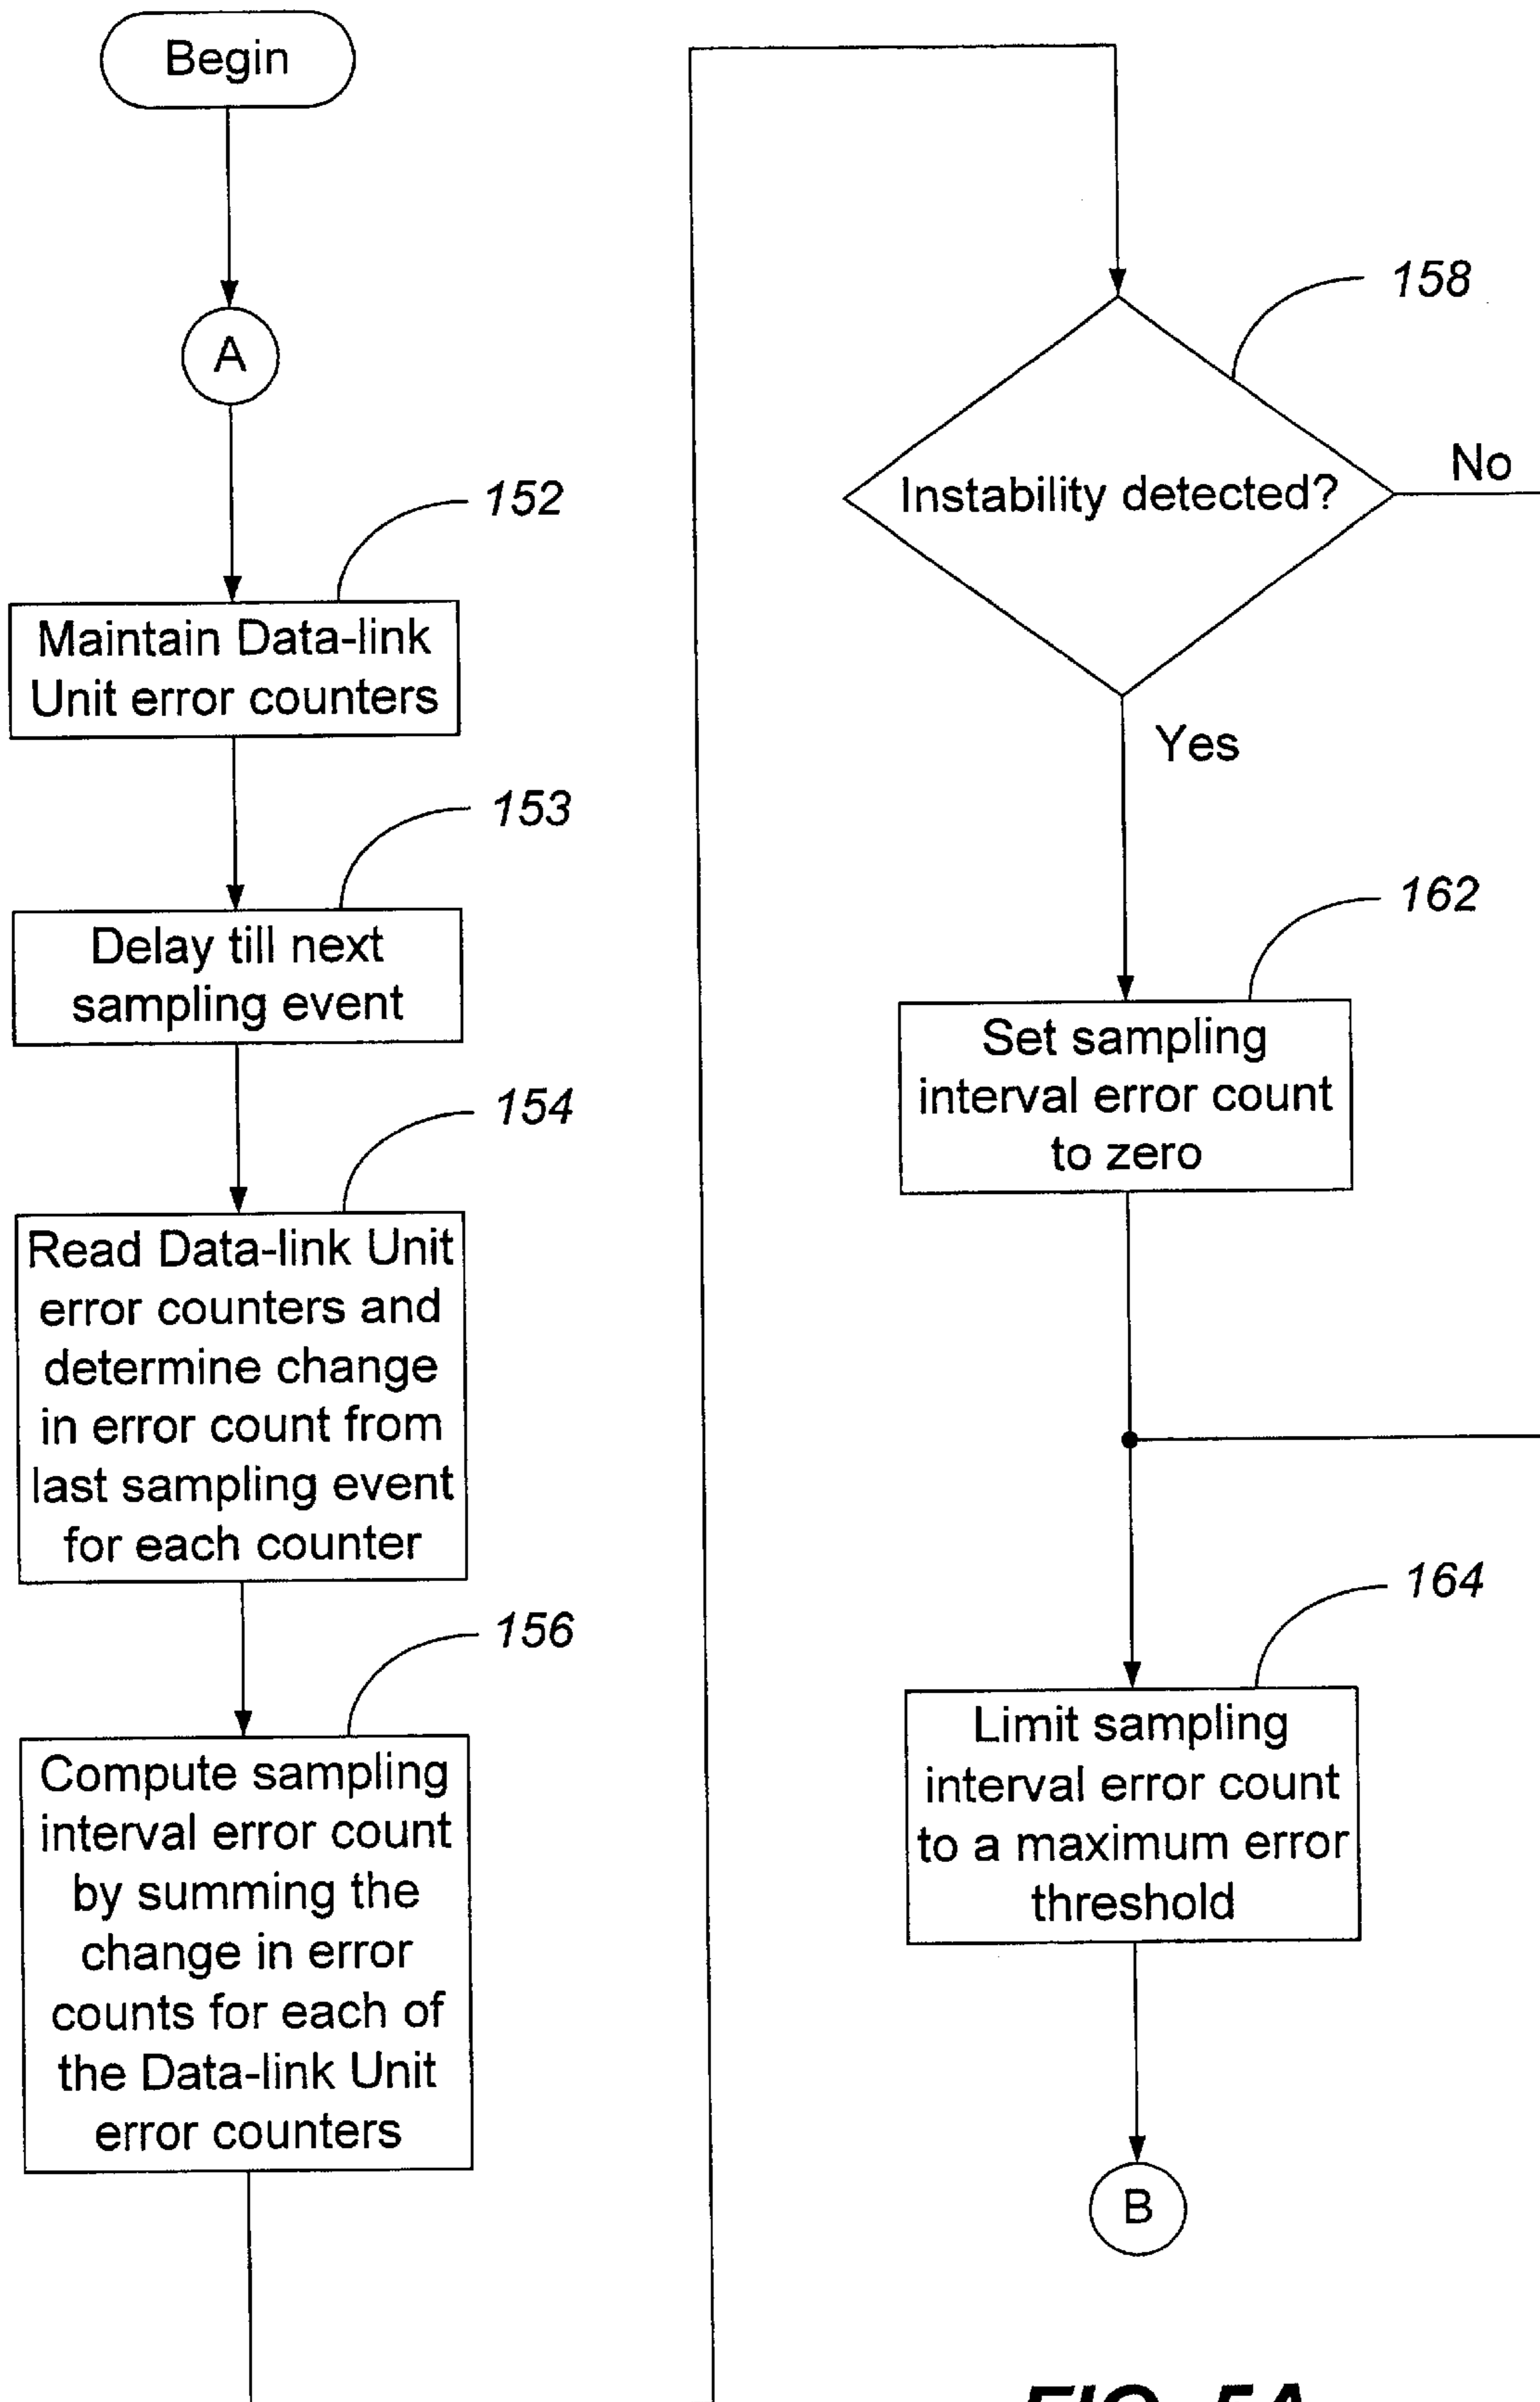 Begin
A
152
Maintain Data-link
Unit error counters
153
Delay till next
sampling event
154
Read Data-link Unit
error counters and
determine change
in error count from
last sampling event
for each counter
156
Compute sampling
interval error count
by summing the
change in error
counts for each of
the Data-link Unit
error counters
158
Instability detected?
No
Yes
162
Set sampling
interval error count
to zero
164
Limit sampling
interval error count
to a maximum error
threshold
B
FIG. 5A